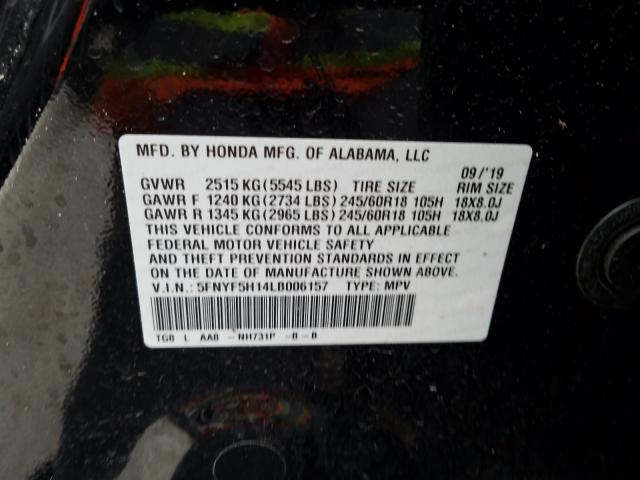 MFD. BY HONDA MFG. OF ALABAMA, LLC
09/'19
GVWR 2515 KG (5545 LBS) TIRE SIZE RIM SIZE
GAWR F 1240 KG (2734 LBS) 245/60R18 105H 18X8.0J
GAWR R 1345 KG (2965 LBS) 245/60R18 105H 18X8.0J
THIS VEHICLE CONFORMS TO ALL APPLICABLE
FEDERAL MOTOR VEHICLE SAFETY
AND THEFT PREVENTION STANDARDS IN EFFECT
ON THE DATE OF MANUFACTURE SHOWN ABOVE.
V.I.N.: 5FNYF5H14LB006157 TYPE: MPV
TG8 L AA0 -NH731P -B -B